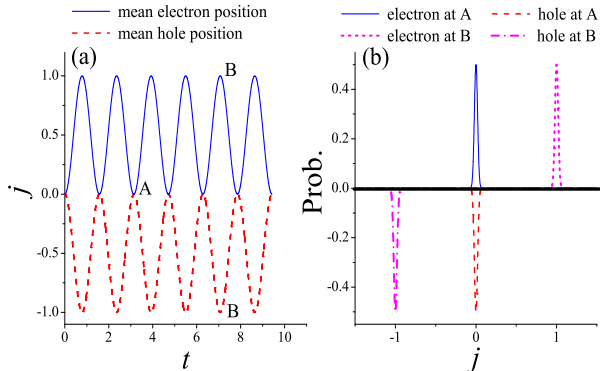 mean electron position
mean hole position
electron at A
hole at A
electron at B
hole at B
(a)
(b)
B
A
B
1.0
0.5
0.0
-0.5
-1.0
j
0 2 4 6 8 10
t
0.4
0.2
0.0
-0.2
-0.4
Prob.
-1 0 1
j